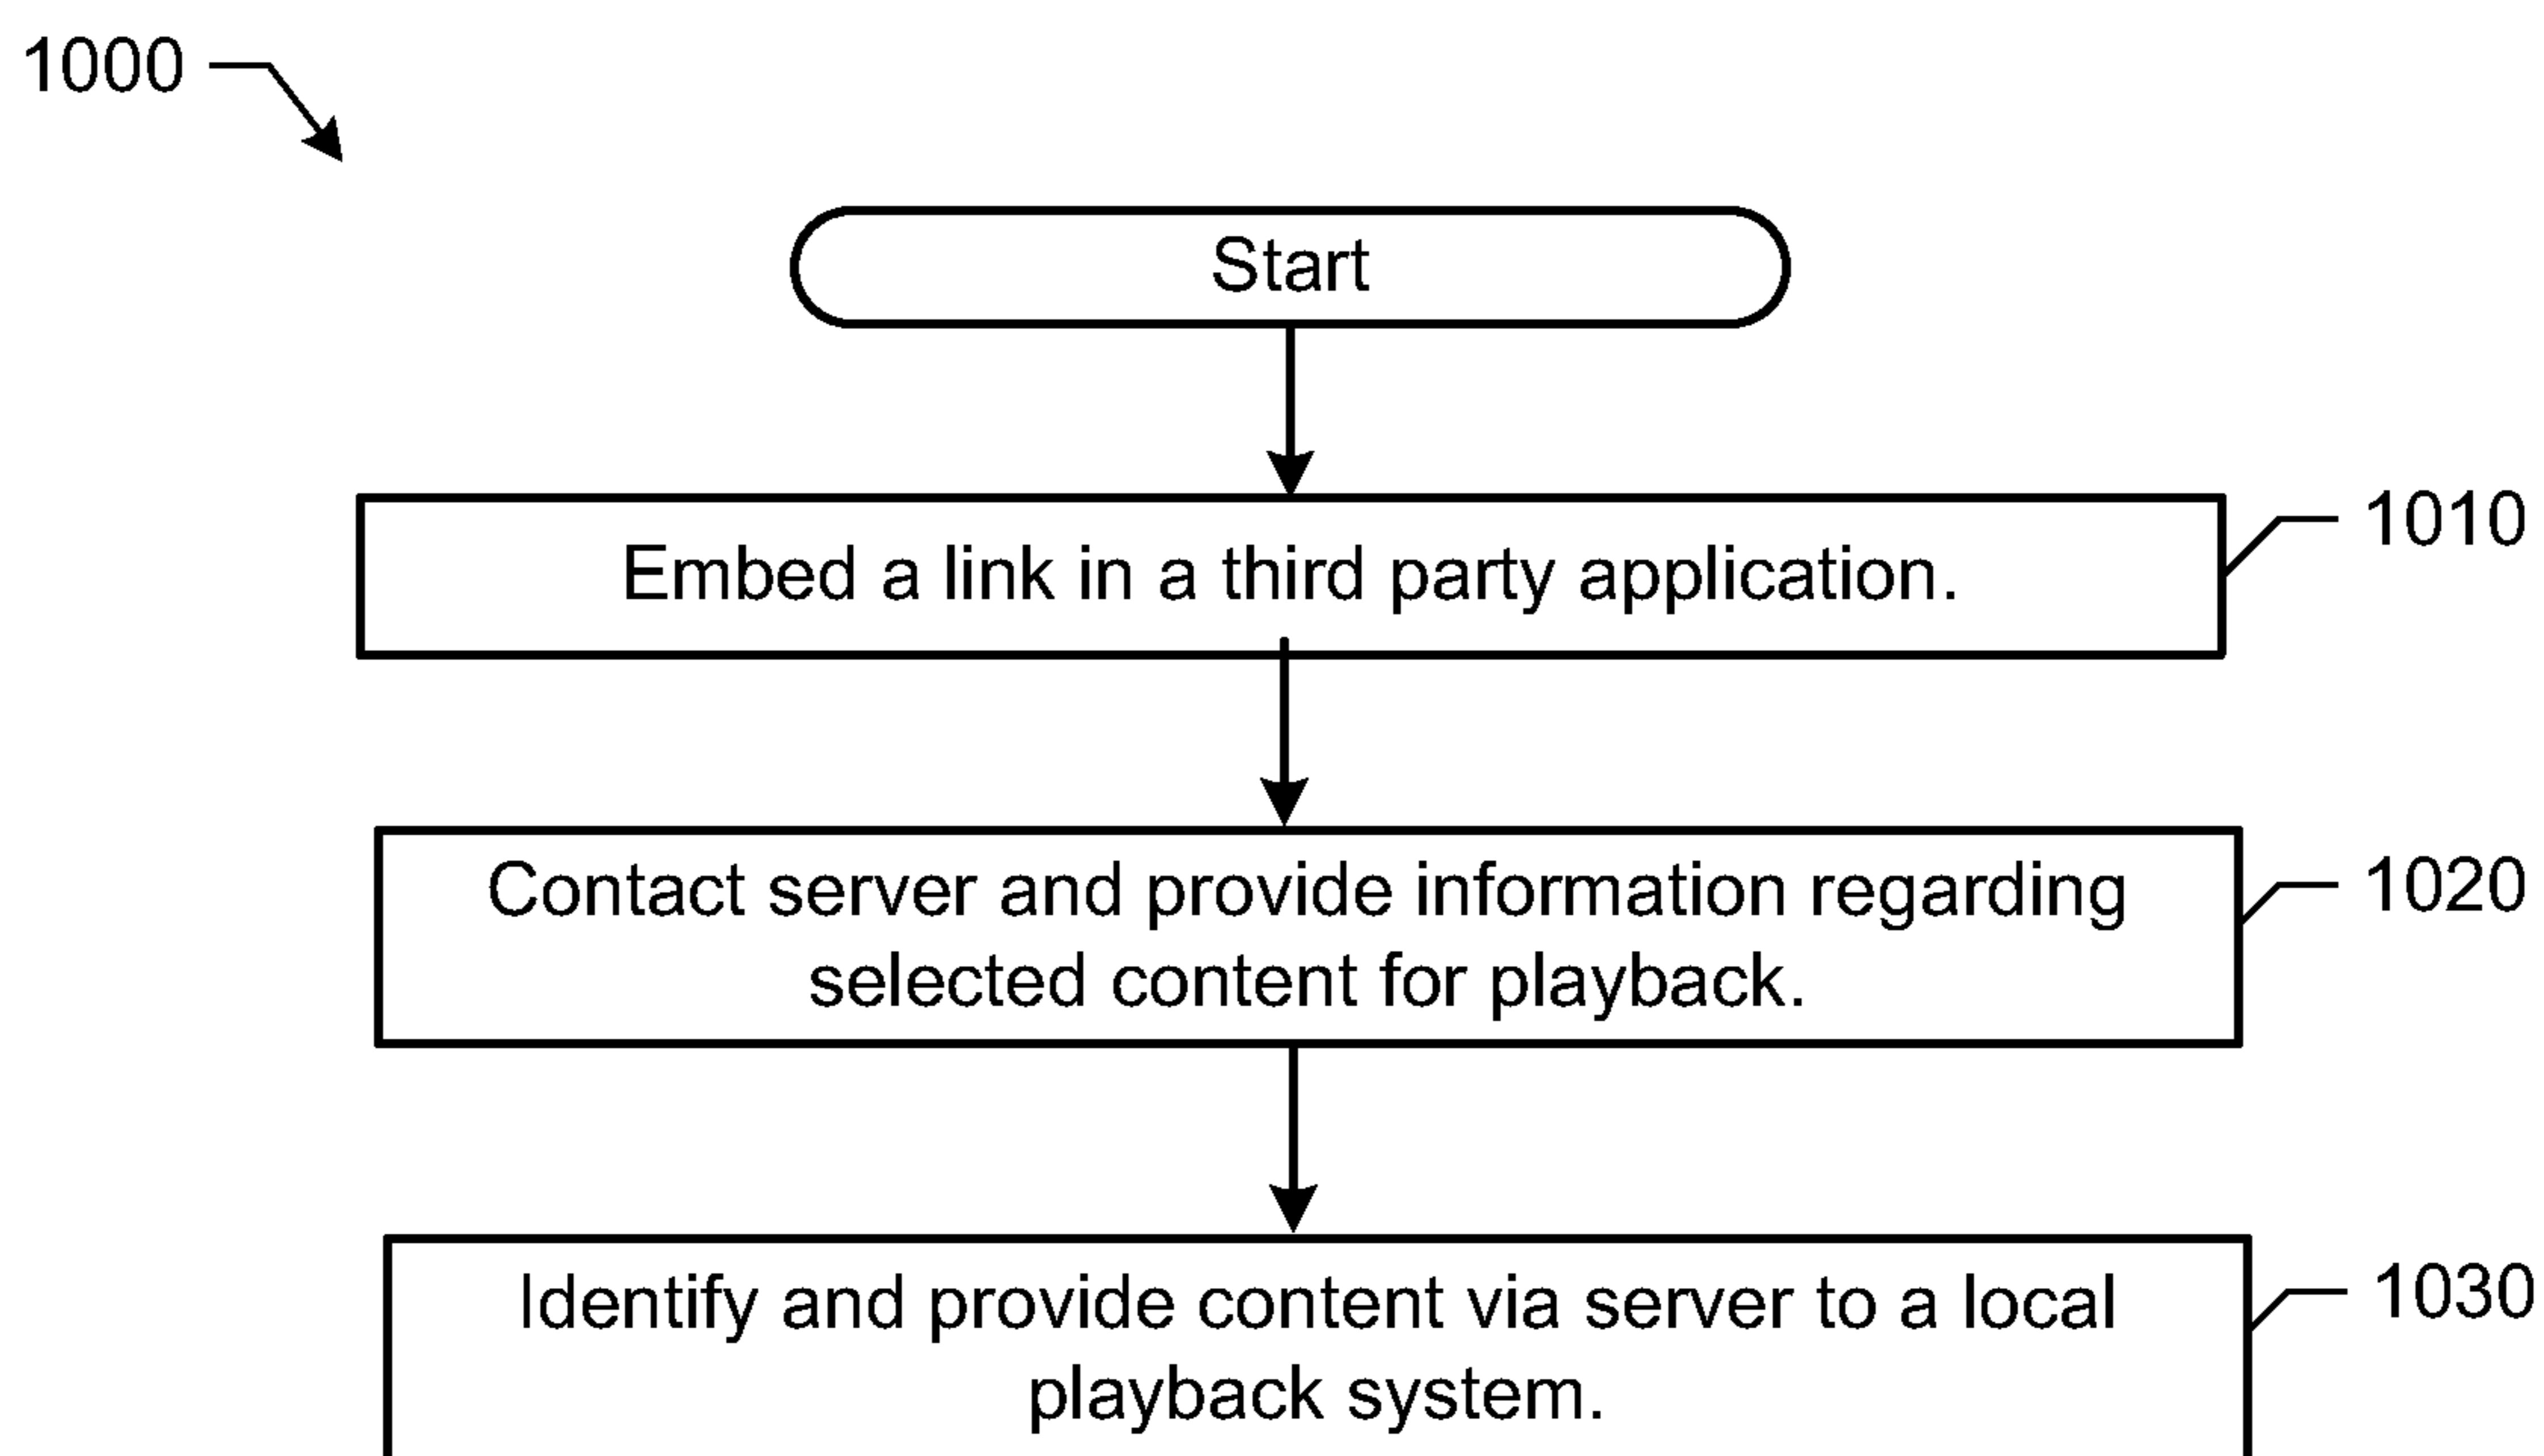 1000
Start
Embed a link in a third party application.
1010
Contact server and provide information regarding
selected content for playback.
1020
Identify and provide content via server to a local
playback system.
1030